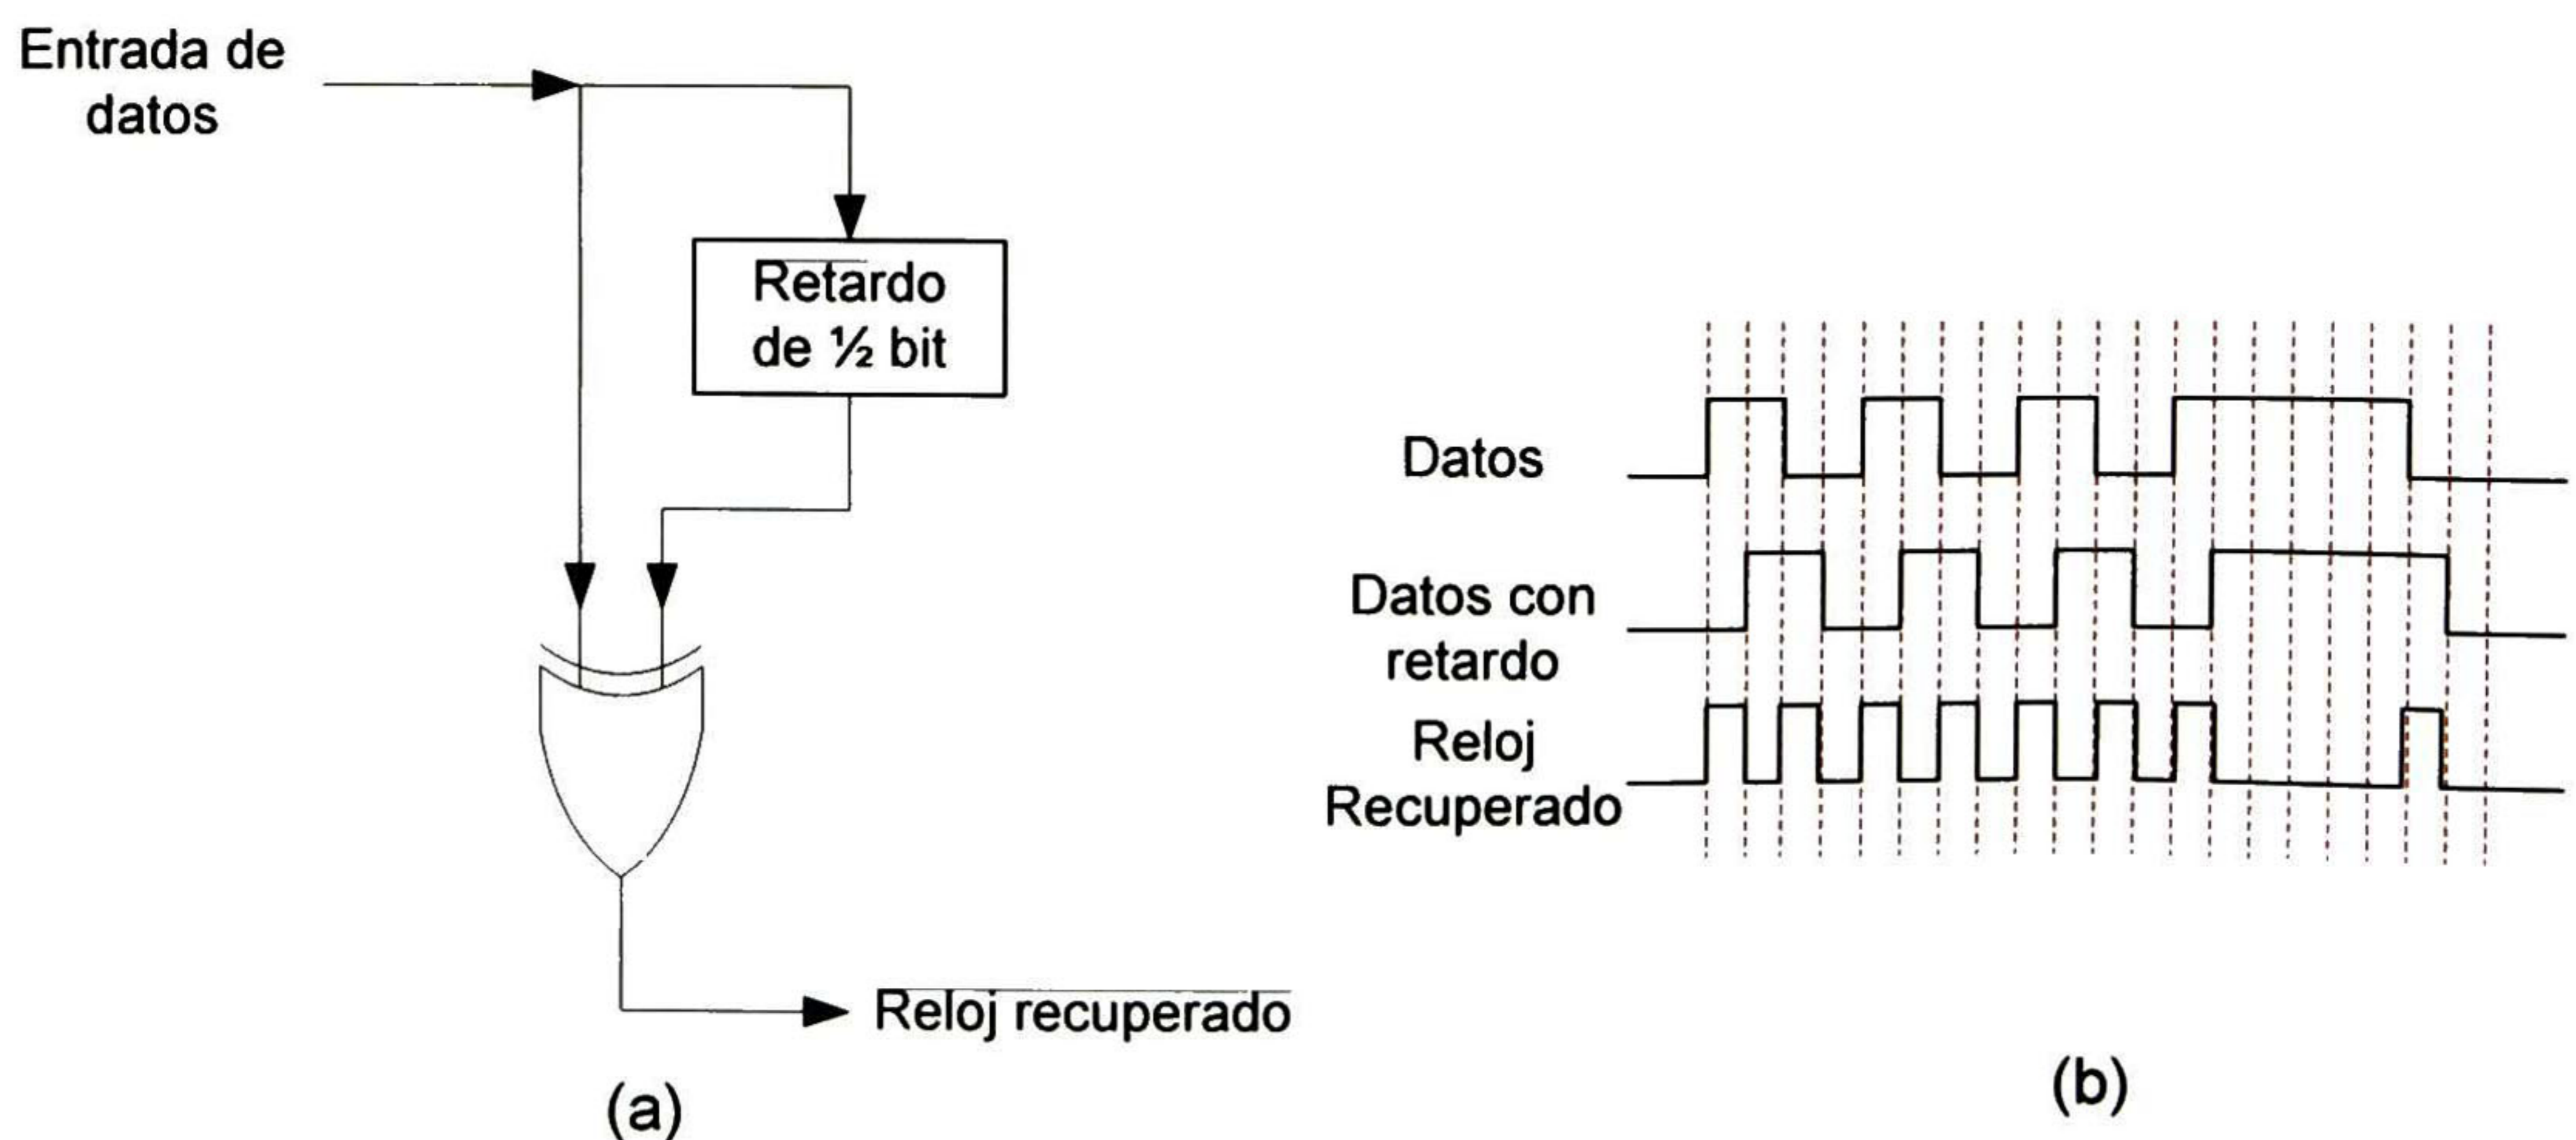 Entrada de
datos
Retardo
de ½ bit
Reloj recuperado
(a)
Datos
Datos con
retardo
Reloj
Recuperado
(b)